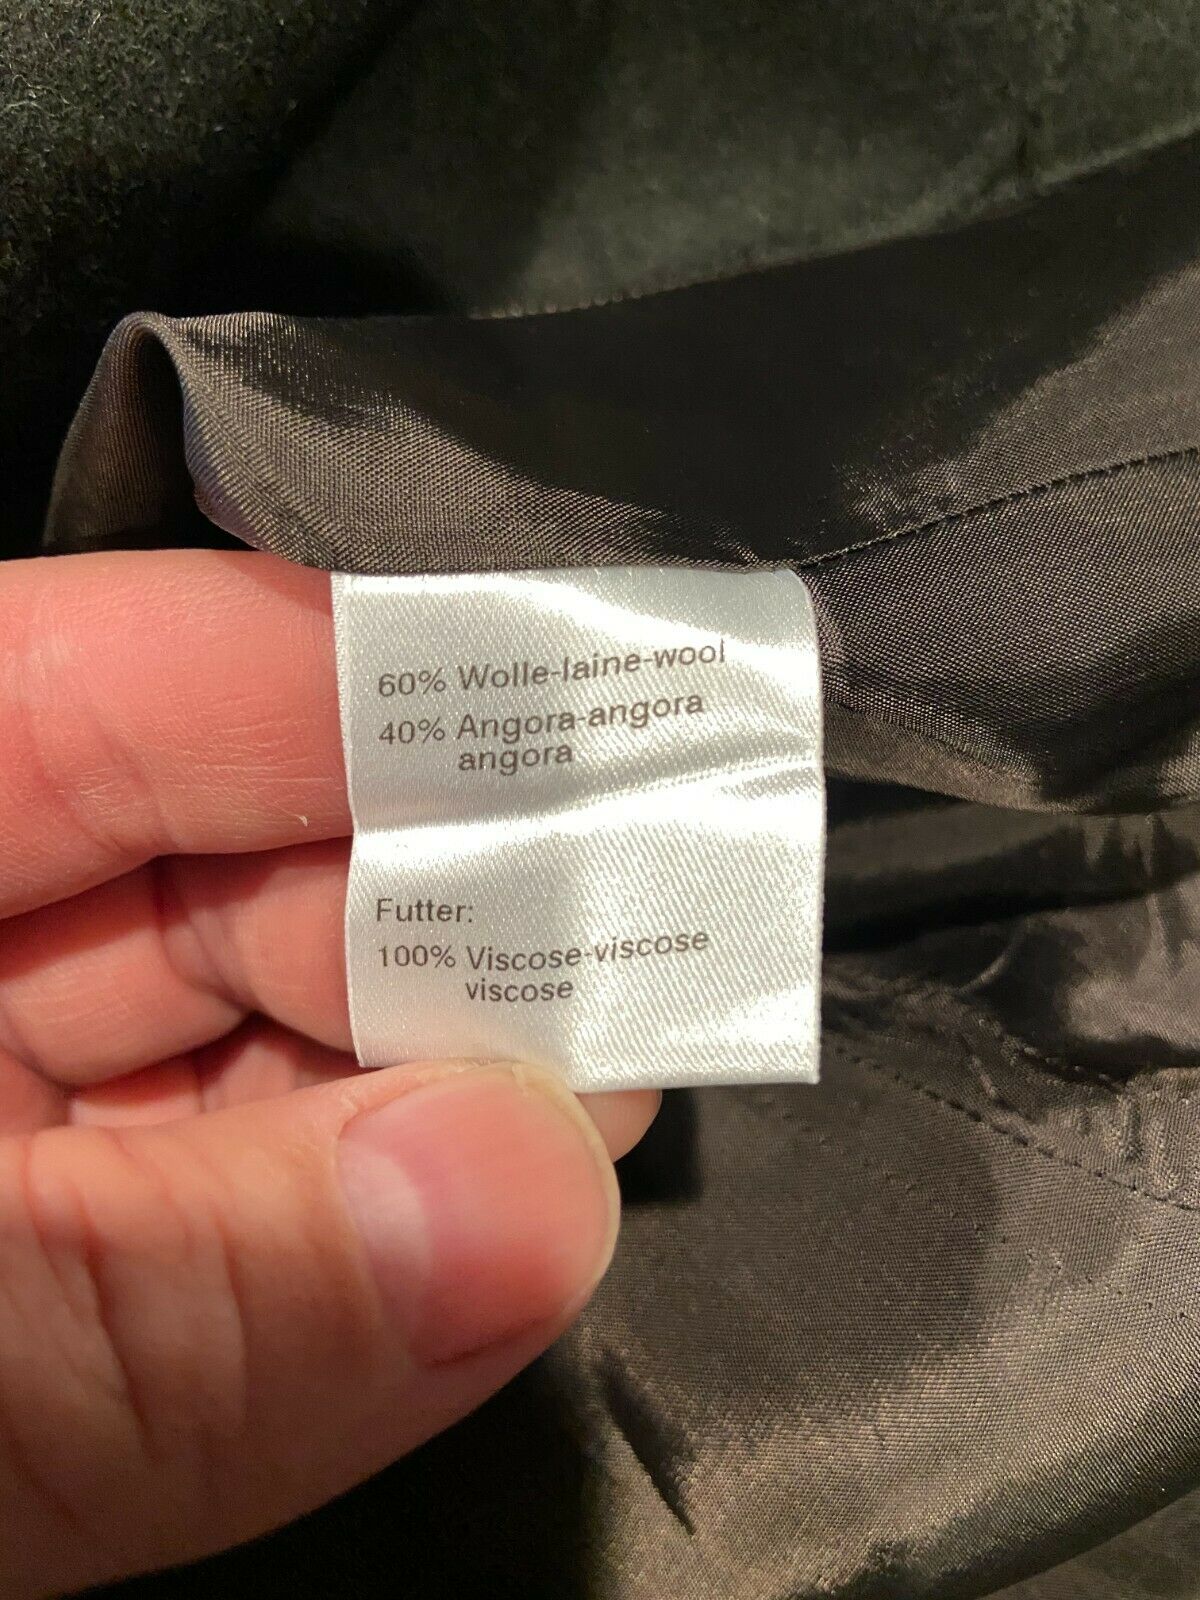 60% Wolle-laine-wool
40% Angora-angora
angora
Futter:
100% Viscose-viscose
viscose